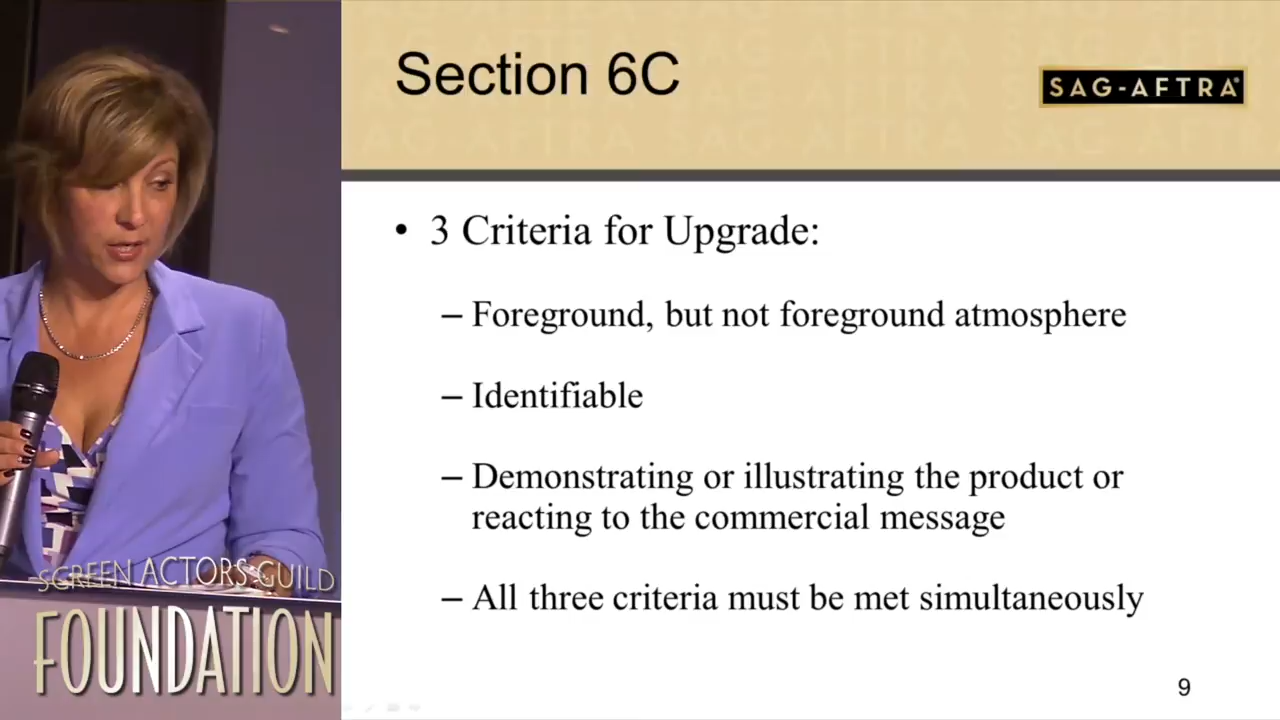 Section 6C
SAG-AFTRA
• 3 Criteria for Upgrade:
– Foreground, but not foreground atmosphere
– Identifiable
– Demonstrating or illustrating the product or
reacting to the commercial message
– All three criteria must be met simultaneously
9
SCREEN ACTORS GUILD
FOUNDATION